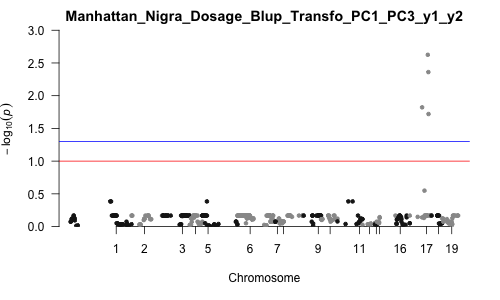 Manhattan_Nigra_Dosage_Blup_Transfo_PC1_PC3_y1_y2
3.0
2.5
2.0
1.5
1.0
0.5
0.0
− log10(p)
1 2 3 5 6 7 9 11 16 17 19
Chromosome